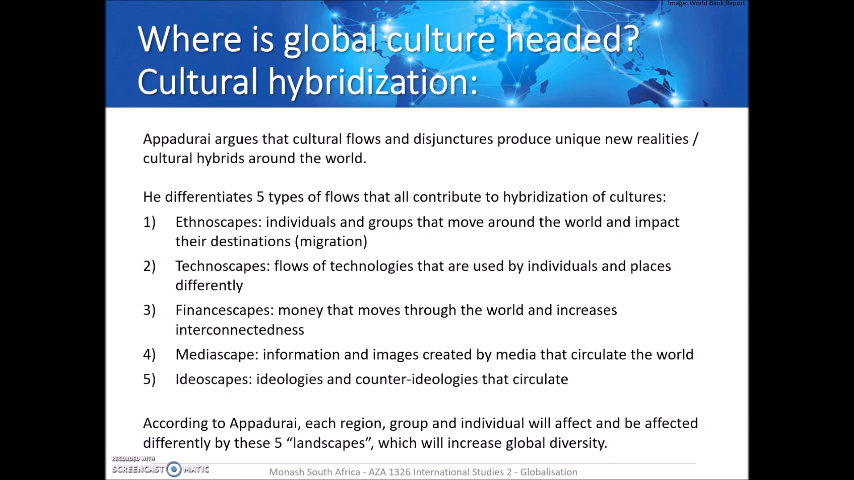 Image: World Bank Report
Where is global culture headed?
Cultural hybridization:
Appadurai argues that cultural flows and disjunctures produce unique new realities /
cultural hybrids around the world.
He differentiates 5 types of flows that all contribute to hybridization of cultures:
1) Ethnoscapes: individuals and groups that move around the world and impact
their destinations (migration)
2) Technoscapes: flows of technologies that are used by individuals and places
differently
3) Financescapes: money that moves through the world and increases
interconnectedness
4) Mediascape: information and images created by media that circulate the world
5) Ideoscapes: ideologies and counter-ideologies that circulate
According to Appadurai, each region, group and individual will affect and be affected
differently by these 5 “landscapes”, which will increase global diversity.
RECORDED WITH
SCREENCAST MATIC
Monash South Africa - AZA 1326 International Studies 2 - Globalisation